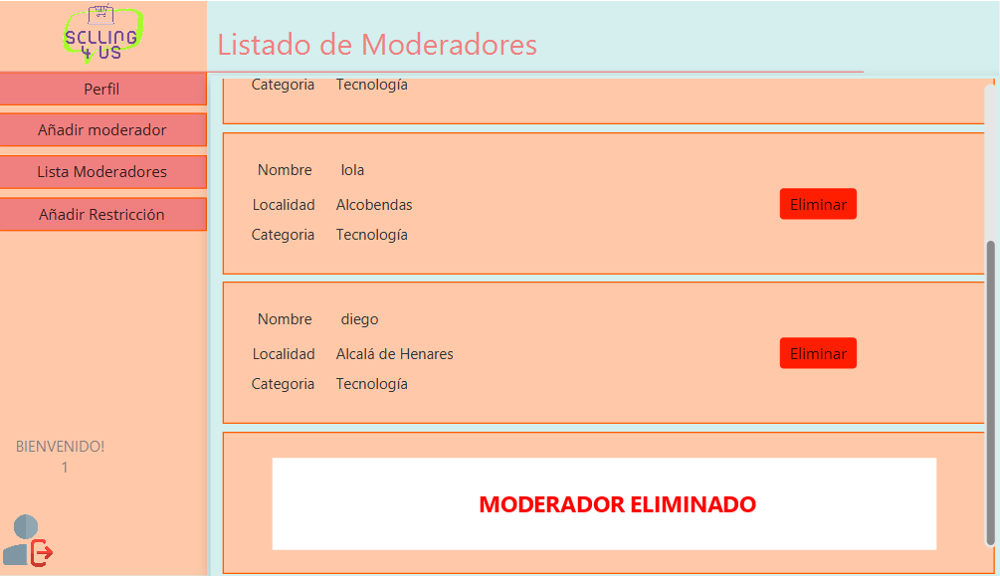 SCLLING
4 US
Listado de Moderadores
Perfil
Añadir moderador
Lista Moderadores
Añadir Restricción
BIENVENIDO!
1
Categoria Tecnología
Nombre lola
Localidad Alcobendas
Eliminar
Categoria Tecnología
Nombre diego
Localidad Alcalá de Henares
Eliminar
Categoria Tecnología
MODERADOR ELIMINADO